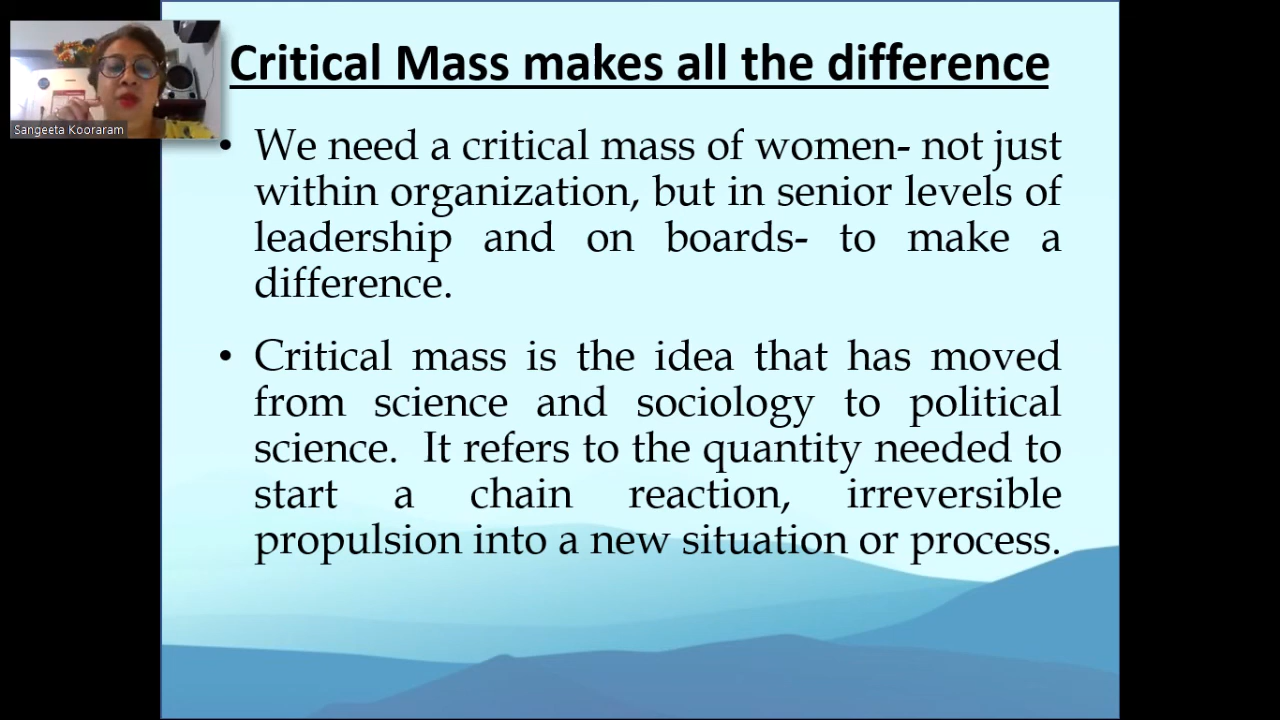 Critical Mass makes all the difference
Sangeeta Kooraram
• We need a critical mass of women- not just
within organization, but in senior levels of
leadership and on boards- to make a
difference.
• Critical mass is the idea that has moved
from science and sociology to political
science. It refers to the quantity needed to
start a chain reaction, irreversible
propulsion into a new situation or process.